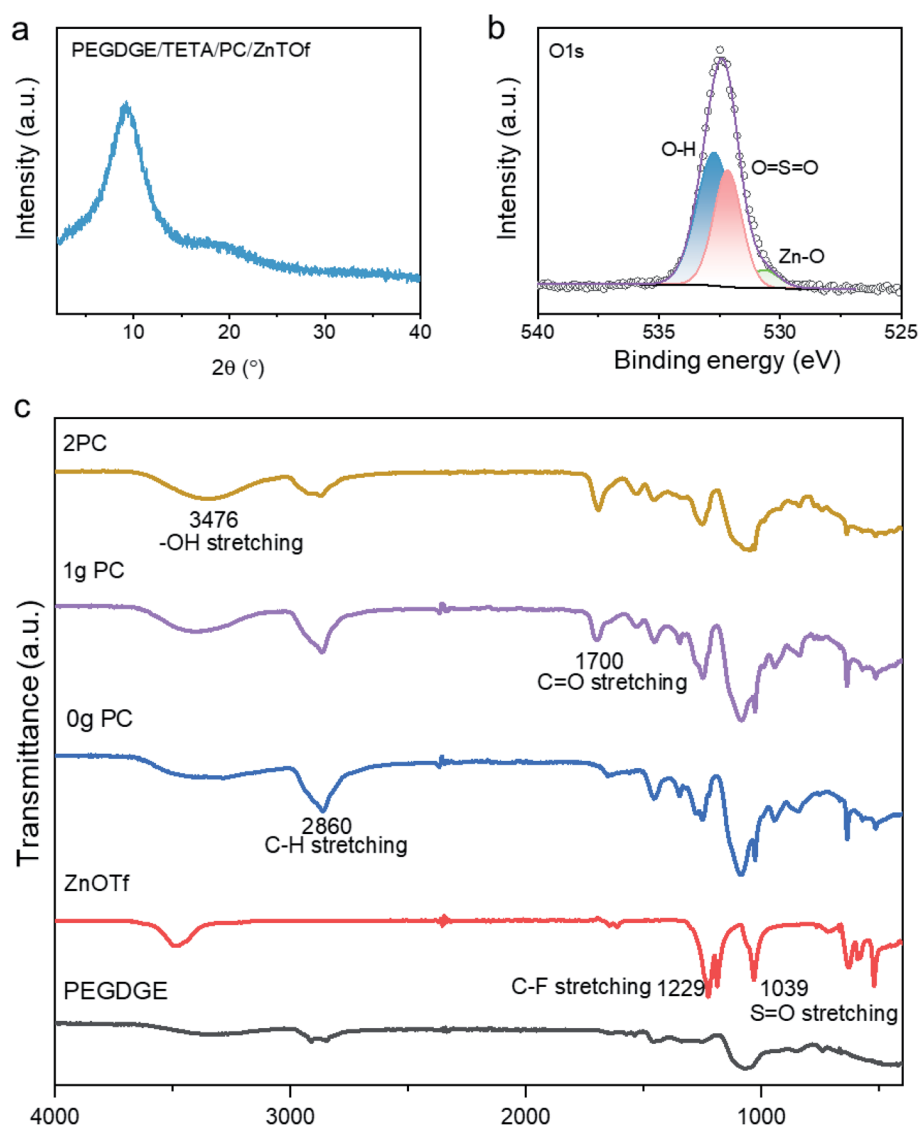 a
PEGDGE/TETA/PC/ZnTOf
Intensity (a.u.)
10
20
30
40
2θ (°)
b
O1s
O-H
O=S=O
Zn-O
Intensity (a.u.)
540
535
530
525
Binding energy (eV)
c
2PC
3476
-OH stretching
1g PC
1700
C=O stretching
0g PC
2860
C-H stretching
ZnOTf
C-F stretching 1229
1039
S=O stretching
PEGDGE
Transmittance (a.u.)
4000
3000
2000
1000